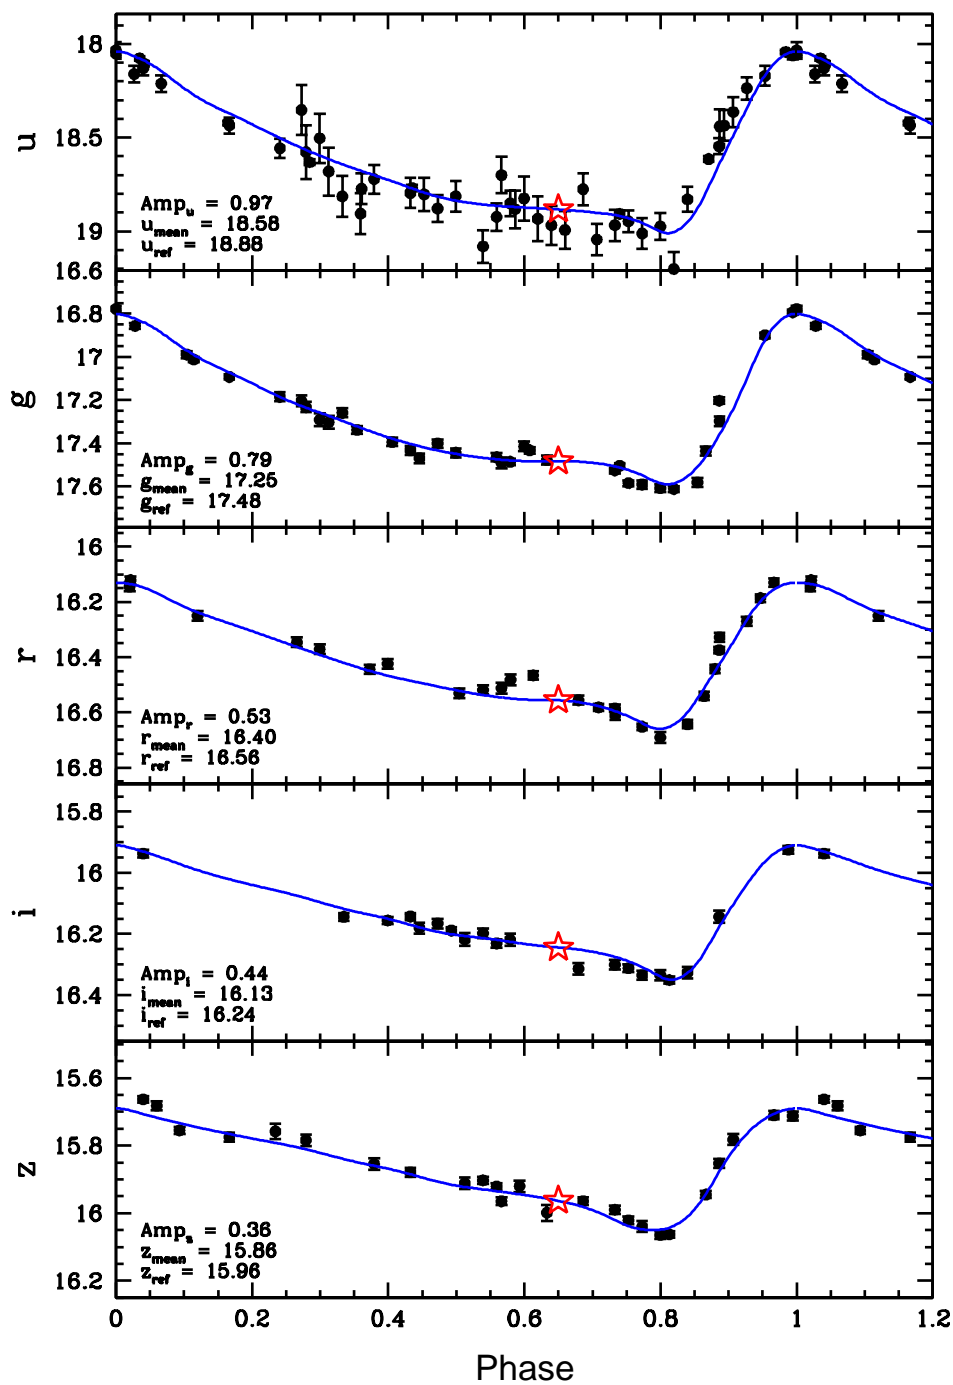 18
18.5
19
u
Amp_u = 0.97
u_mean = 18.58
u_ref = 18.88
16.6
16.8
17
17.2
17.4
17.6
g
Amp_g = 0.79
g_mean = 17.25
g_ref = 17.48
16
16.2
16.4
16.6
16.8
r
Amp_r = 0.53
r_mean = 16.40
r_ref = 16.56
15.8
16
16.2
16.4
i
Amp_i = 0.44
i_mean = 16.13
i_ref = 16.24
15.6
15.8
16
16.2
z
Amp_z = 0.36
z_mean = 15.86
z_ref = 15.96
0 0.2 0.4 0.6 0.8 1 1.2
Phase